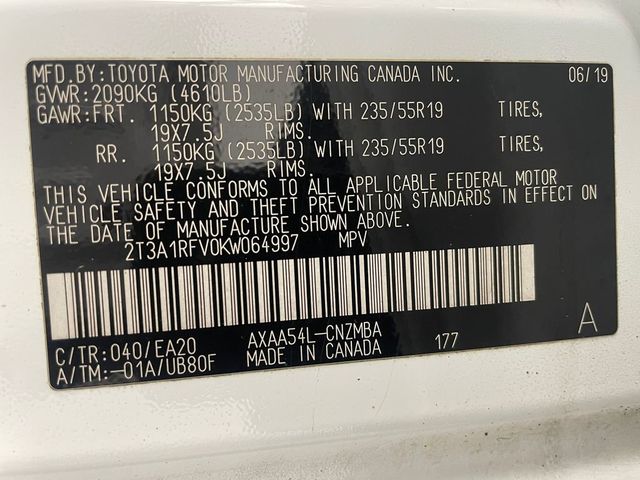 MFD.BY:TOYOTA MOTOR MANUFACTURING CANADA INC. 06/19
GVWR:2090KG (4610LB)
GAWR:FRT. 1150KG (2535LB) WITH 235/55R19 TIRES,
19X7.5J RIMS.
RR. 1150KG (2535LB) WITH 235/55R19 TIRES,
19X7.5J RIMS.
THIS VEHICLE CONFORMS TO ALL APPLICABLE FEDERAL MOTOR
VEHICLE SAFETY AND THEFT PREVENTION STANDARDS IN EFFECT ON
THE DATE OF MANUFACTURE SHOWN ABOVE.
2T3A1RFV0KW064997 MPV
C/TR:040/EA20 AXAA54L-CNZMBA 177 A
A/TM:-01A/UB80F MADE IN CANADA